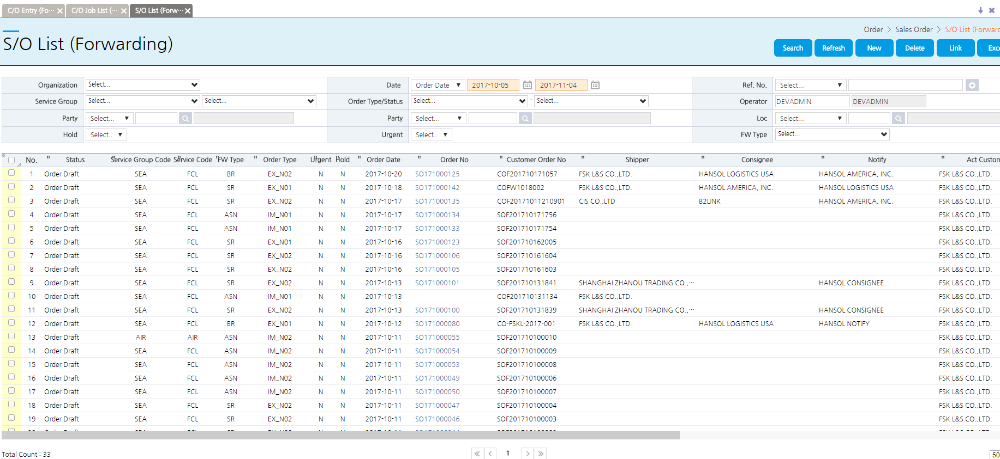 C/O Entry (Fo··· C/O Job List (··· S/O List (Forw···
Order > Sales Order > S/O List (Forward
S/O List (Forwarding)
Search Refresh New Delete Link Exce
Organization Select... Date Order Date 2017-10-05 2017-11-04 Ref. No. Select...
Service Group Select... Select... Order Type/Status Select... - Select... Operator DEVADMIN DEVADMIN
Party Select... Party Select... Loc Select...
Hold Select.. Urgent Select.. FW Type Select...
No. Status Service Group Code Service Code FW Type Order Type Urgent Hold Order Date Order No Customer Order No Shipper Consignee Notify Act Custom
1 Order Draft SEA FCL BR EX_N02 N N 2017-10-20 SO171000125 COF201710171057 FSK L&S CO.,LTD. HANSOL LOGISTICS USA HANSOL AMERICA, INC. FSK L&S CO.,LTD.
2 Order Draft SEA FCL SR EX_N01 N N 2017-10-18 SO171000142 COFW1018002 FSK L&S CO.,LTD. HANSOL AMERICA, INC. HANSOL LOGISTICS USA FSK L&S CO.,LTD.
3 Order Draft SEA FCL SR EX_N02 N N 2017-10-17 SO171000135 COF20171011210901 CIS CO.,LTD B2LINK HANSOL AMERICA, INC. FSK L&S CO.,LTD.
4 Order Draft SEA FCL ASN IM_N01 N N 2017-10-17 SO171000134 SOF201710171756 FSK L&S CO.,LTD.
5 Order Draft SEA FCL ASN IM_N01 N N 2017-10-17 SO171000133 SOF201710171754 FSK L&S CO.,LTD.
6 Order Draft SEA FCL SR EX_N01 N N 2017-10-16 SO171000123 SOF201710162005 FSK L&S CO.,LTD.
7 Order Draft SEA FCL SR EX_N02 N N 2017-10-16 SO171000106 SOF201710161604 FSK L&S CO.,LTD.
8 Order Draft SEA FCL SR EX_N02 N N 2017-10-16 SO171000105 SOF201710161603 FSK L&S CO.,LTD.
9 Order Draft SEA FCL SR EX_N02 N N 2017-10-13 SO171000101 SOF201710131841 SHANGHAI ZHANOU TRADING CO.,··· HANSOL CONSIGNEE FSK L&S CO.,LTD.
10 Order Draft SEA FCL ASN IM_N01 N N 2017-10-13 COF201710131134 FSK L&S CO.,LTD. FSK L&S CO.,LTD.
11 Order Draft SEA FCL SR EX_N02 N N 2017-10-13 SO171000100 SOF201710131839 SHANGHAI ZHANOU TRADING CO.,··· HANSOL CONSIGNEE FSK L&S CO.,LTD.
12 Order Draft SEA FCL BR EX_N01 N N 2017-10-12 SO171000080 CO-FSKL-2017-001 FSK L&S CO.,LTD. HANSOL LOGISTICS USA HANSOL NOTIFY FSK L&S CO.,LTD.
13 Order Draft AIR AIR ASN IM_N02 N N 2017-10-11 SO171000055 SOF201710100010 FSK L&S CO.,LTD.
14 Order Draft SEA FCL ASN IM_N02 N N 2017-10-11 SO171000054 SOF201710100009 FSK L&S CO.,LTD.
15 Order Draft SEA FCL ASN IM_N02 N N 2017-10-11 SO171000053 SOF201710100008 FSK L&S CO.,LTD.
16 Order Draft SEA FCL ASN IM_N02 N N 2017-10-11 SO171000049 SOF201710100006 FSK L&S CO.,LTD.
17 Order Draft SEA FCL ASN IM_N02 N N 2017-10-11 SO171000050 SOF201710100007 FSK L&S CO.,LTD.
18 Order Draft SEA FCL SR EX_N02 N N 2017-10-11 SO171000047 SOF201710100004 FSK L&S CO.,LTD.
19 Order Draft SEA FCL SR EX_N02 N N 2017-10-11 SO171000046 SOF201710100003 FSK L&S CO.,LTD.
Total Count : 33 1 50